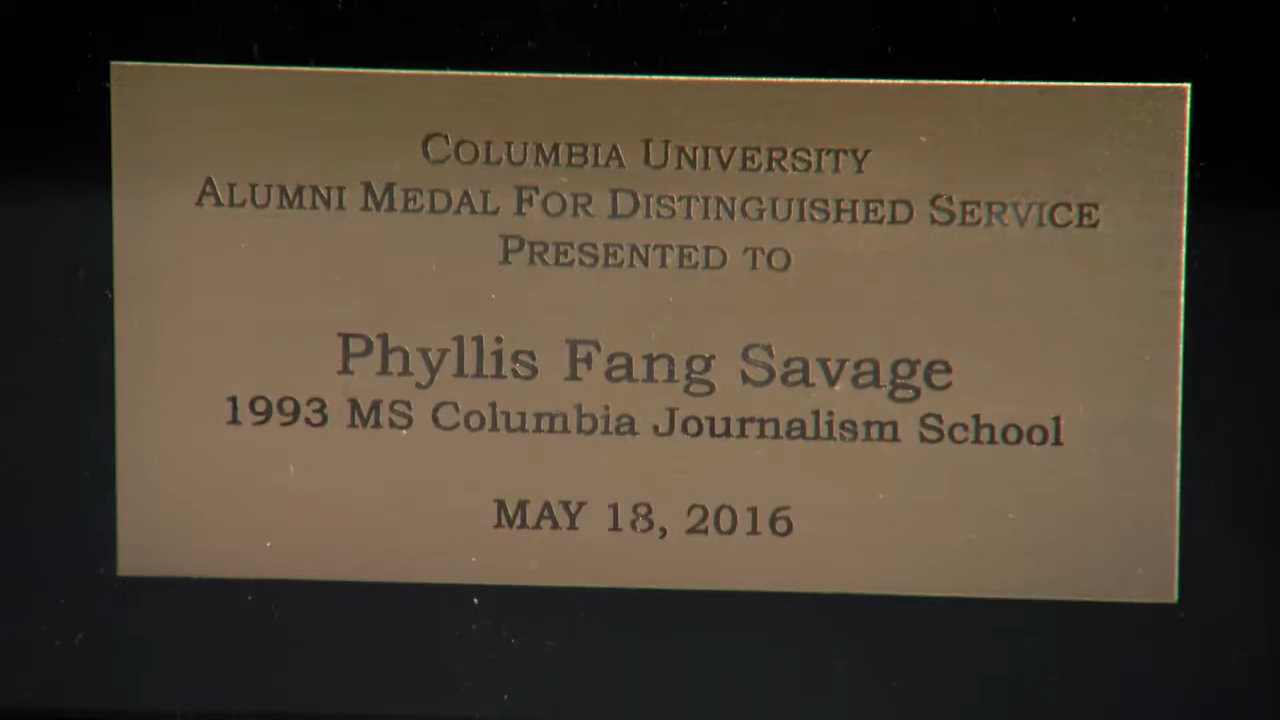 COLUMBIA UNIVERSITY
ALUMNI MEDAL FOR DISTINGUISHED SERVICE
PRESENTED TO
Phyllis Fang Savage
1993 MS Columbia Journalism School
MAY 18, 2016